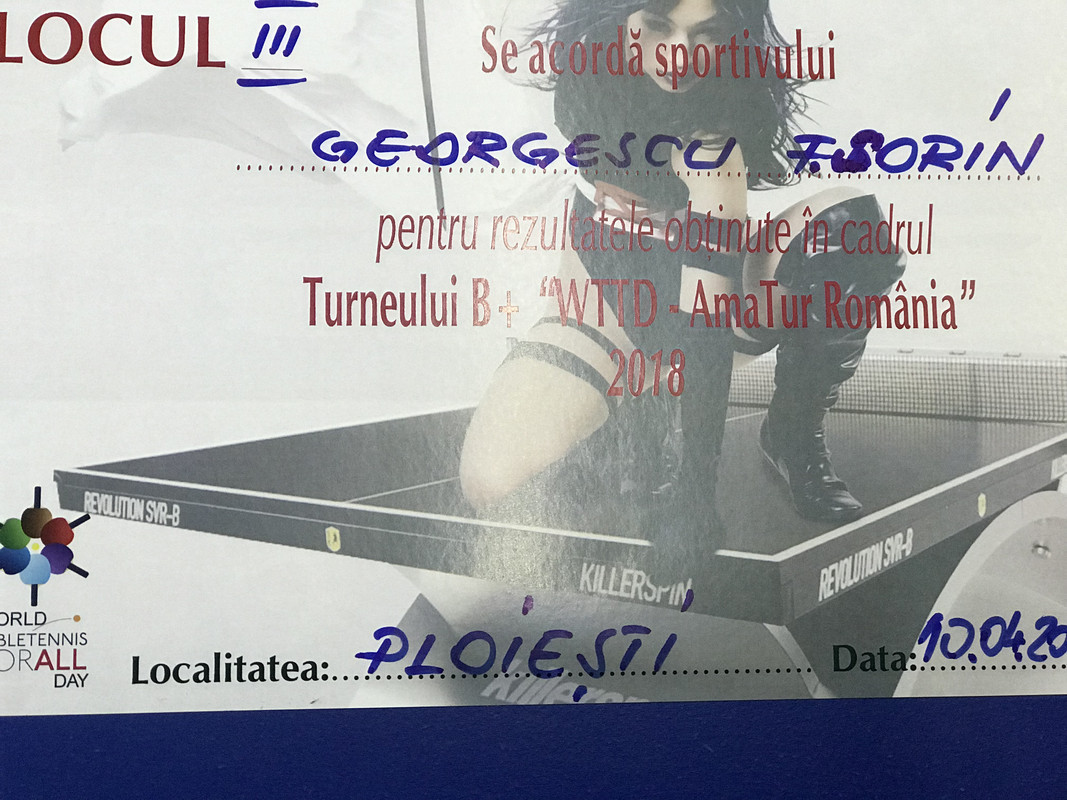 LOCUL III
Se acordă sportivului
GEORGESCU F.SORIN
pentru rezultatele obținute în cadrul
Turneului B+ “WTTD - AmaTur România”
2018
REVOLUTION SVR-B
KILLERSPIN
REVOLUTION SVR-B
ORLD
BLETENNIS
ORALL
DAY
Localitatea: PLOIEȘTI Data: 10.04.20